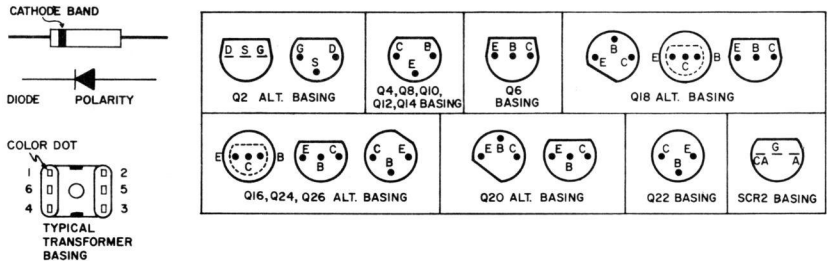 CATHODE BAND
DIODE POLARITY
COLOR DOT
1 2
6 5
4 3
TYPICAL
TRANSFORMER
BASING
D S G
G D
S
Q2 ALT. BASING
C B
E
Q4, Q8, Q10,
Q12, Q14 BASING
E B C
Q6
BASING
B
E C
E C B
E B C
Q18 ALT. BASING
E C B
E C
B
C E
B
Q16, Q24, Q26 ALT. BASING
E B C
E C
B
Q20 ALT. BASING
C E
B
Q22 BASING
G
CA A
SCR2 BASING